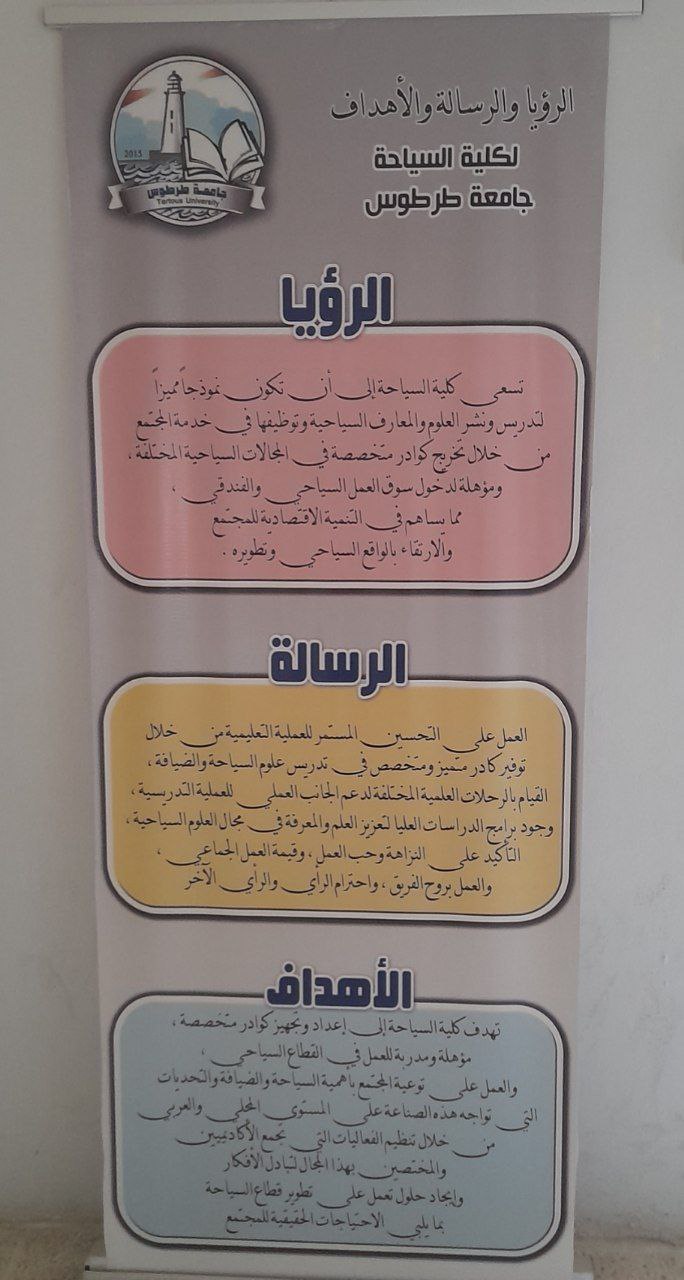 الرؤيا والرسالة والأهداف
لكلية السياحة
جامعة طرطوس
2015
جامعة طرطوس
Tartous University
الرؤيا
تسعى كلية السياحة إلى أن تكون نموذجاً مميزاً
لتدريس ونشر العلوم والمعارف السياحية وتوظيفها في خدمة المجتمع
من خلال تخريج كوادر متخصصة في المجالات السياحية المختلفة ،
ومؤهلة لدخول سوق العمل السياحي والفندقي ،
مما يساهم في التنمية الاقتصادية للمجتمع
والارتقاء بالواقع السياحي وتطويره .
الرسالة
العمل على التحسين المستمر للعملية التعليمية من خلال
توفير كادر متميز ومتخصص في تدريس علوم السياحة والضيافة ،
القيام بالرحلات العلمية المختلفة لدعم الجانب العملي للعملية التدريسية ،
وجود برامج الدراسات العليا لتعزيز العلم والمعرفة في مجال العلوم السياحية ،
التأكيد على النزاهة وحب العمل ، وقيمة العمل الجماعي ،
والعمل بروح الفريق ، واحترام الرأي والرأي الآخر
الأهداف
تهدف كلية السياحة إلى إعداد وتجهيز كوادر متخصصة ،
مؤهلة ومدربة للعمل في القطاع السياحي ،
والعمل على توعية المجتمع بأهمية السياحة والضيافة والتحديات
التي تواجه هذه الصناعة على المستوى المحلي والعربي
من خلال تنظيم الفعاليات التي تجمع الأكاديميين
والمختصين بهذا المجال لتبادل الأفكار
وإيجاد حلول تعمل على تطوير قطاع السياحة
بما يلبي الاحتياجات الحقيقية للمجتمع